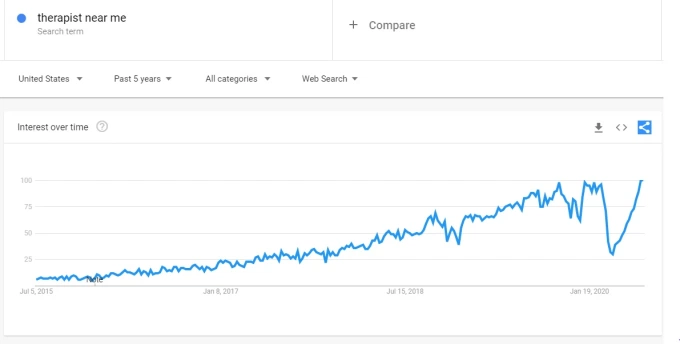 therapist near me
Search term
+ Compare
United States Past 5 years All categories Web Search
Interest over time
100
75
50
25
Note
Jul 5, 2015 Jan 8, 2017 Jul 15, 2018 Jan 19, 2020